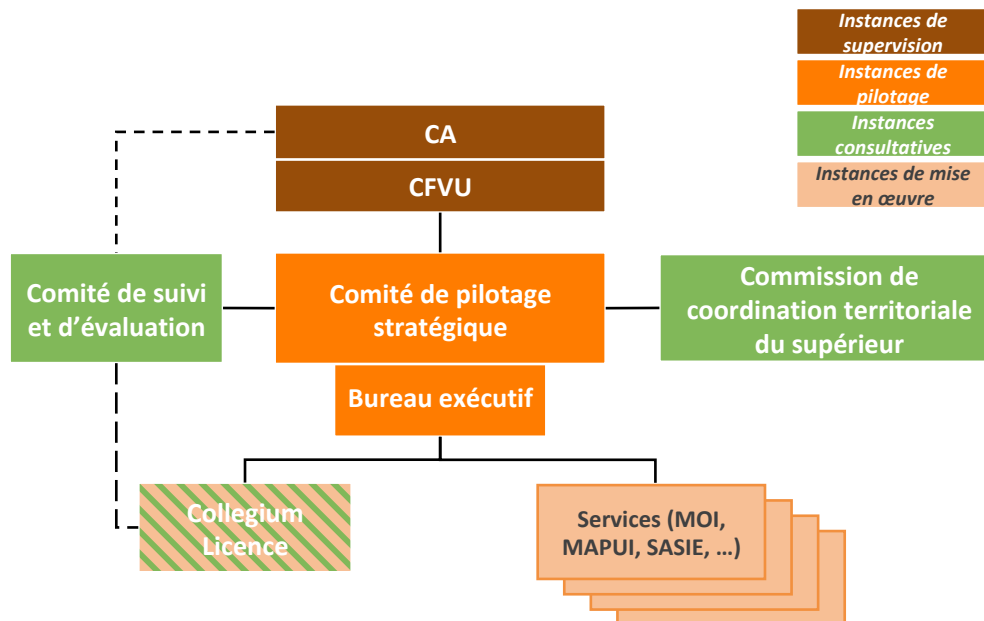 Instances de
supervision
Instances de
pilotage
Instances
consultatives
Instances de mise
en œuvre
CA
CFVU
Comité de suivi
et d’évaluation
Comité de pilotage
stratégique
Commission de
coordination territoriale
du supérieur
Bureau exécutif
Collegium
Licence
Services (MOI,
MAPUI, SASIE, …)